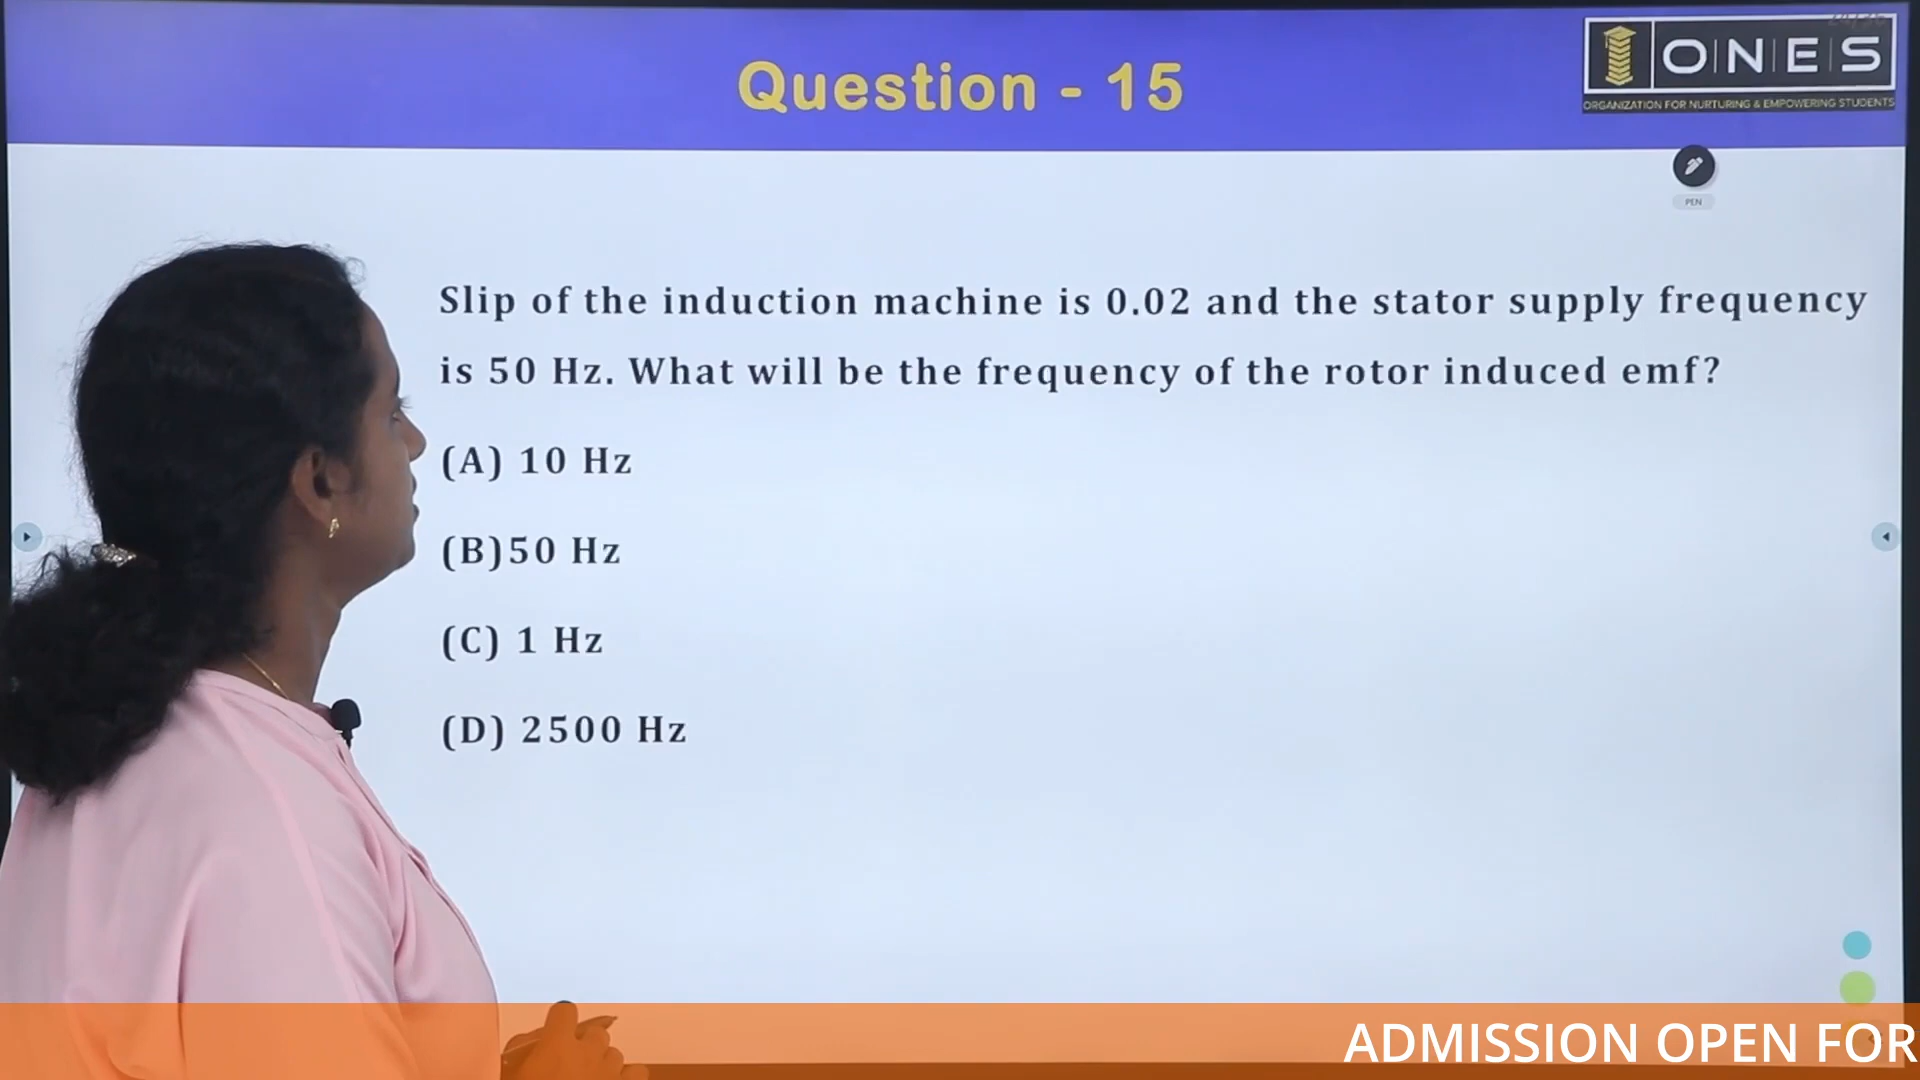 Question - 15
O|N|E|S
ORGANIZATION FOR NURTURING & EMPOWERING STUDENTS
PEN
Slip of the induction machine is 0.02 and the stator supply frequency
is 50 Hz. What will be the frequency of the rotor induced emf?
(A) 10 Hz
(B)50 Hz
(C) 1 Hz
(D) 2500 Hz
ADMISSION OPEN FOR